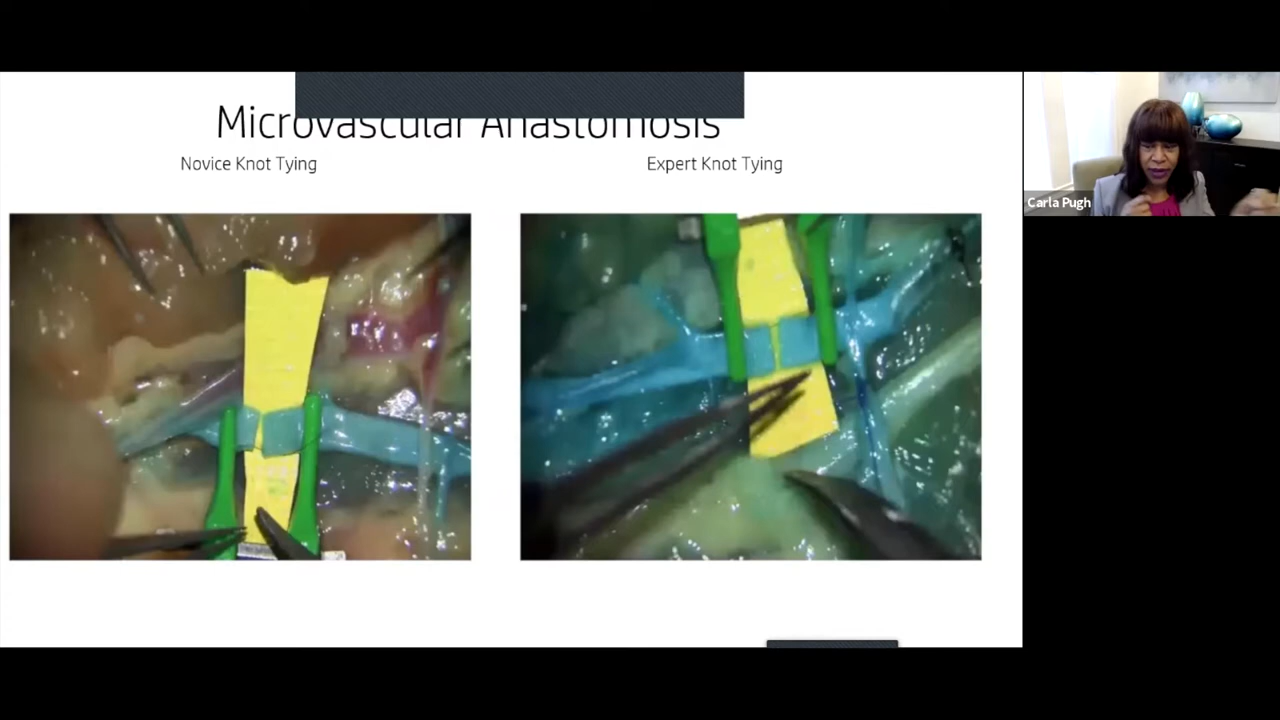 Microvascular Anastomosis
Novice Knot Tying
Expert Knot Tying
Carla Pugh